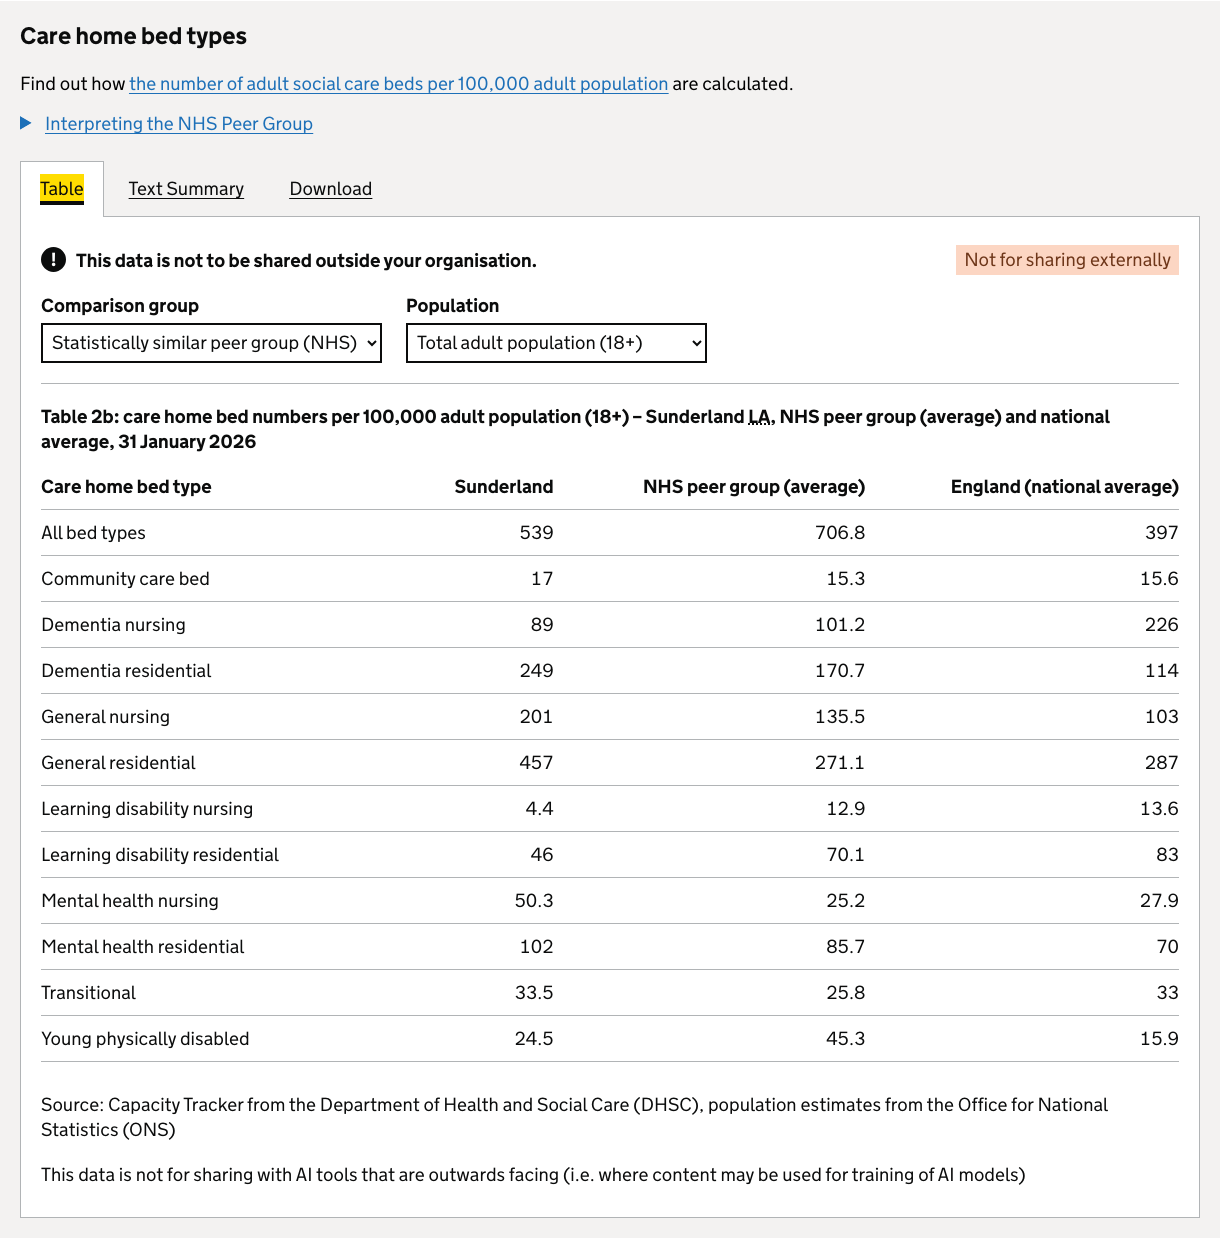 Care home bed types
Find out how the number of adult social care beds per 100,000 adult population are calculated.
Interpreting the NHS Peer Group
Table Text Summary Download
This data is not to be shared outside your organisation. Not for sharing externally
Comparison group Population
Statistically similar peer group (NHS) Total adult population (18+)
Table 2b: care home bed numbers per 100,000 adult population (18+) – Sunderland LA, NHS peer group (average) and national
average, 31 January 2026
Care home bed type Sunderland NHS peer group (average) England (national average)
All bed types 539 706.8 397
Community care bed 17 15.3 15.6
Dementia nursing 89 101.2 226
Dementia residential 249 170.7 114
General nursing 201 135.5 103
General residential 457 271.1 287
Learning disability nursing 4.4 12.9 13.6
Learning disability residential 46 70.1 83
Mental health nursing 50.3 25.2 27.9
Mental health residential 102 85.7 70
Transitional 33.5 25.8 33
Young physically disabled 24.5 45.3 15.9
Source: Capacity Tracker from the Department of Health and Social Care (DHSC), population estimates from the Office for National
Statistics (ONS)
This data is not for sharing with AI tools that are outwards facing (i.e. where content may be used for training of AI models)